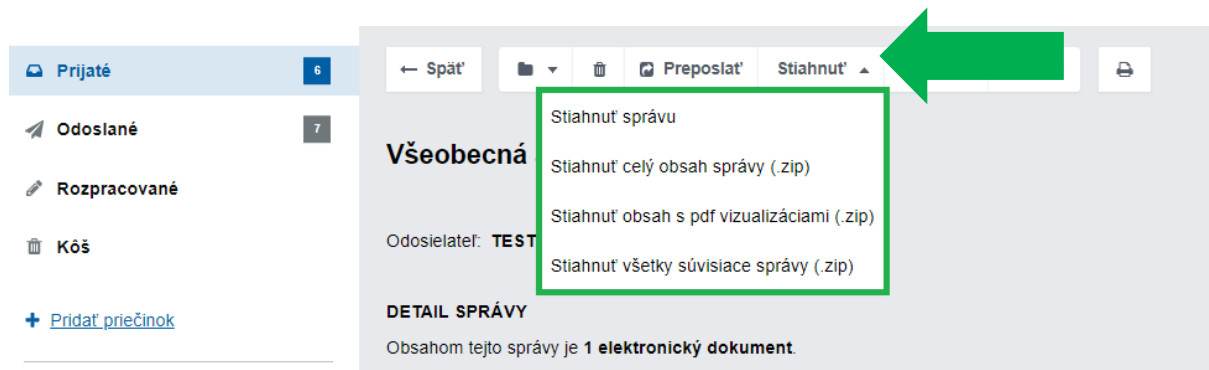 Prijaté 6
Odoslané 7
Rozpracované
Kôš
Pridať priečinok
Späť Preposlať Stiahnuť
Stiahnuť správu
Stiahnuť celý obsah správy (.zip)
Stiahnuť obsah s pdf vizualizáciami (.zip)
Stiahnuť všetky súvisiace správy (.zip)
Všeobecná
Odosielateľ: TEST
DETAIL SPRÁVY
Obsahom tejto správy je 1 elektronický dokument.